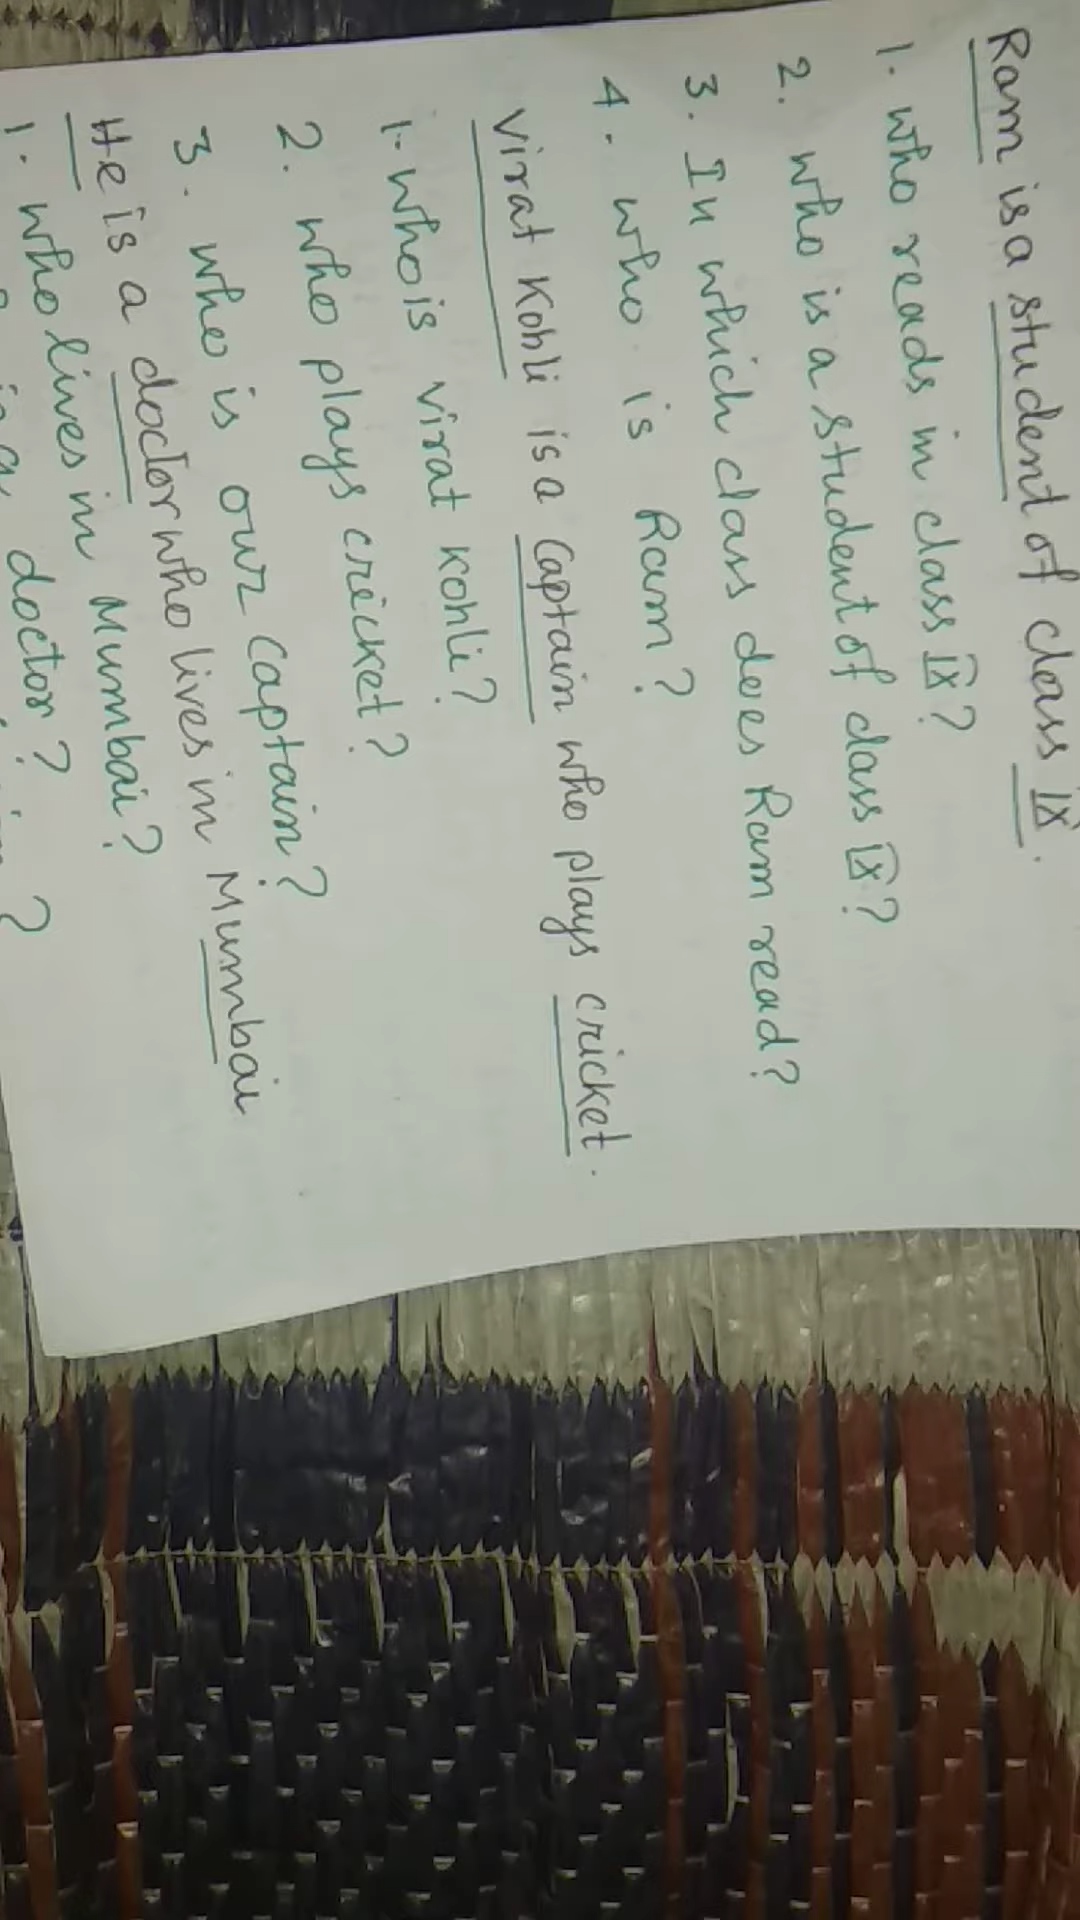 Ram is a student of class IX.
1. who reads in class IX?
2. who is a student of class IX?
3. In which class does Ram read?
4. who is Ram?
Virat Kohli is a Captain who plays cricket.
1. who is virat kohli?
2. who plays cricket?
3. who is our Captain?
He is a doctor who lives in Mumbai
1. who lives in Mumbai?
doctor?